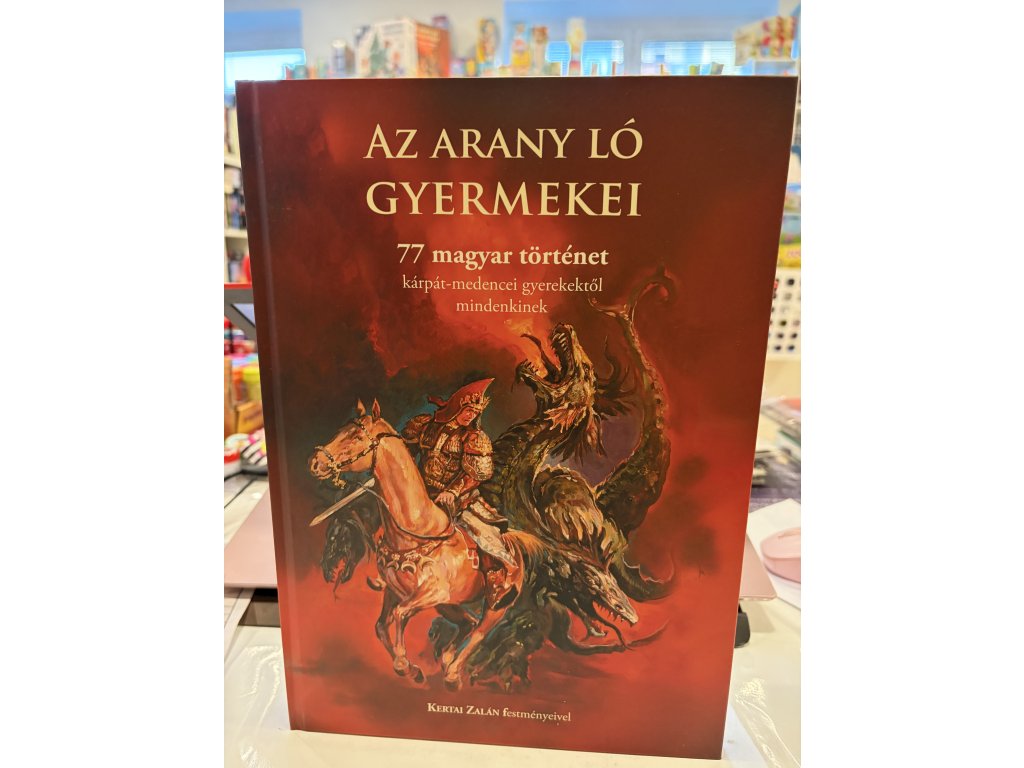 AZ ARANY LÓ
GYERMEKEI
77 magyar történet
kárpát-medencei gyerekektől
mindenkinek
KERTAI ZALÁN festményeivel